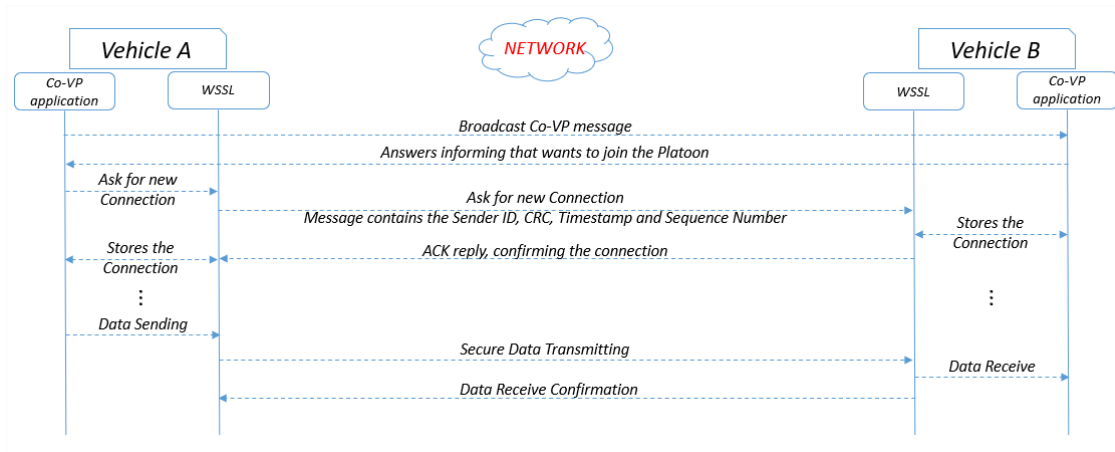 Vehicle A
NETWORK
Vehicle B
Co-VP
application
WSSL
WSSL
Co-VP
application
Broadcast Co-VP message
Answers informing that wants to join the Platoon
Ask for new
Connection
Ask for new Connection
Message contains the Sender ID, CRC, Timestamp and Sequence Number
Stores the
Connection
Stores the
Connection
ACK reply, confirming the connection
⋮
⋮
Data Sending
Secure Data Transmitting
Data Receive
Data Receive Confirmation